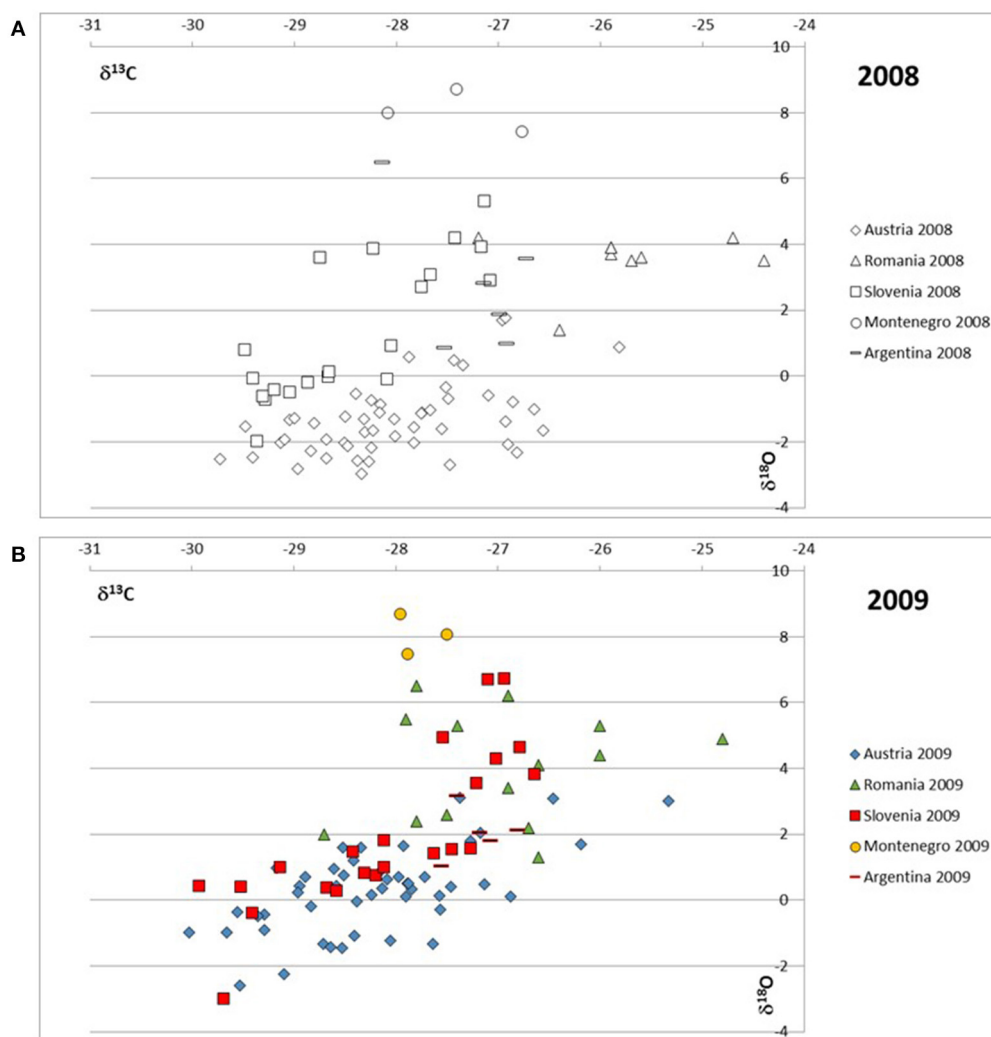 A
-31 -30 -29 -28 -27 -26 -25 -24
10
δ¹³C
2008
8
6
4
2
0
-2
-4
δ¹⁸O
Austria 2008
Romania 2008
Slovenia 2008
Montenegro 2008
Argentina 2008
B
-31 -30 -29 -28 -27 -26 -25 -24
10
δ¹³C
2009
8
6
4
2
0
-2
-4
δ¹⁸O
Austria 2009
Romania 2009
Slovenia 2009
Montenegro 2009
Argentina 2009